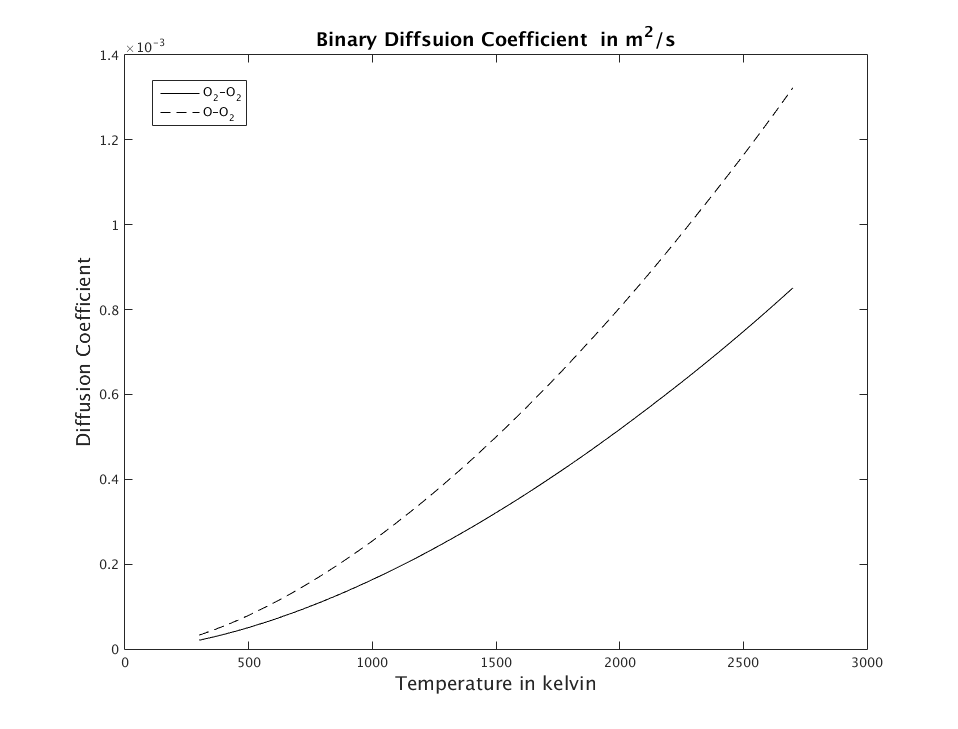 Binary Diffsuion Coefficient in m²/s
×10⁻³
1.4
1.2
1
0.8
0.6
0.4
0.2
0
O₂-O₂
O-O₂
Diffusion Coefficient
0 500 1000 1500 2000 2500 3000
Temperature in kelvin